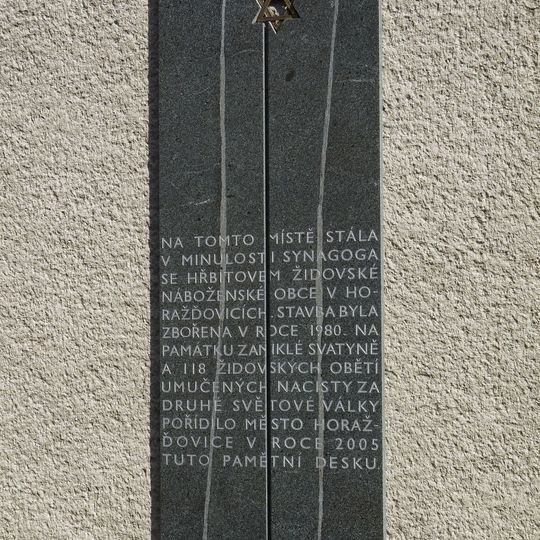 NA TOMTO MÍSTĚ STÁLA
V MINULOSTI SYNAGOGA
SE HŘBITOVEM ŽIDOVSKÉ
NÁBOŽENSKÉ OBCE V HO-
RAŽĎOVICÍCH. STAVBA BYLA
ZBOŘENA V ROCE 1980. NA
PAMÁTKU ZANIKLÉ SVATYNĚ
A 118 ŽIDOVSKÝCH OBĚTÍ
UMUČENÝCH NACISTY ZA
DRUHÉ SVĚTOVÉ VÁLKY
POŘÍDILO MĚSTO HORAŽ-
ĎOVICE V ROCE 2005
TUTO PAMĚTNÍ DESKU.